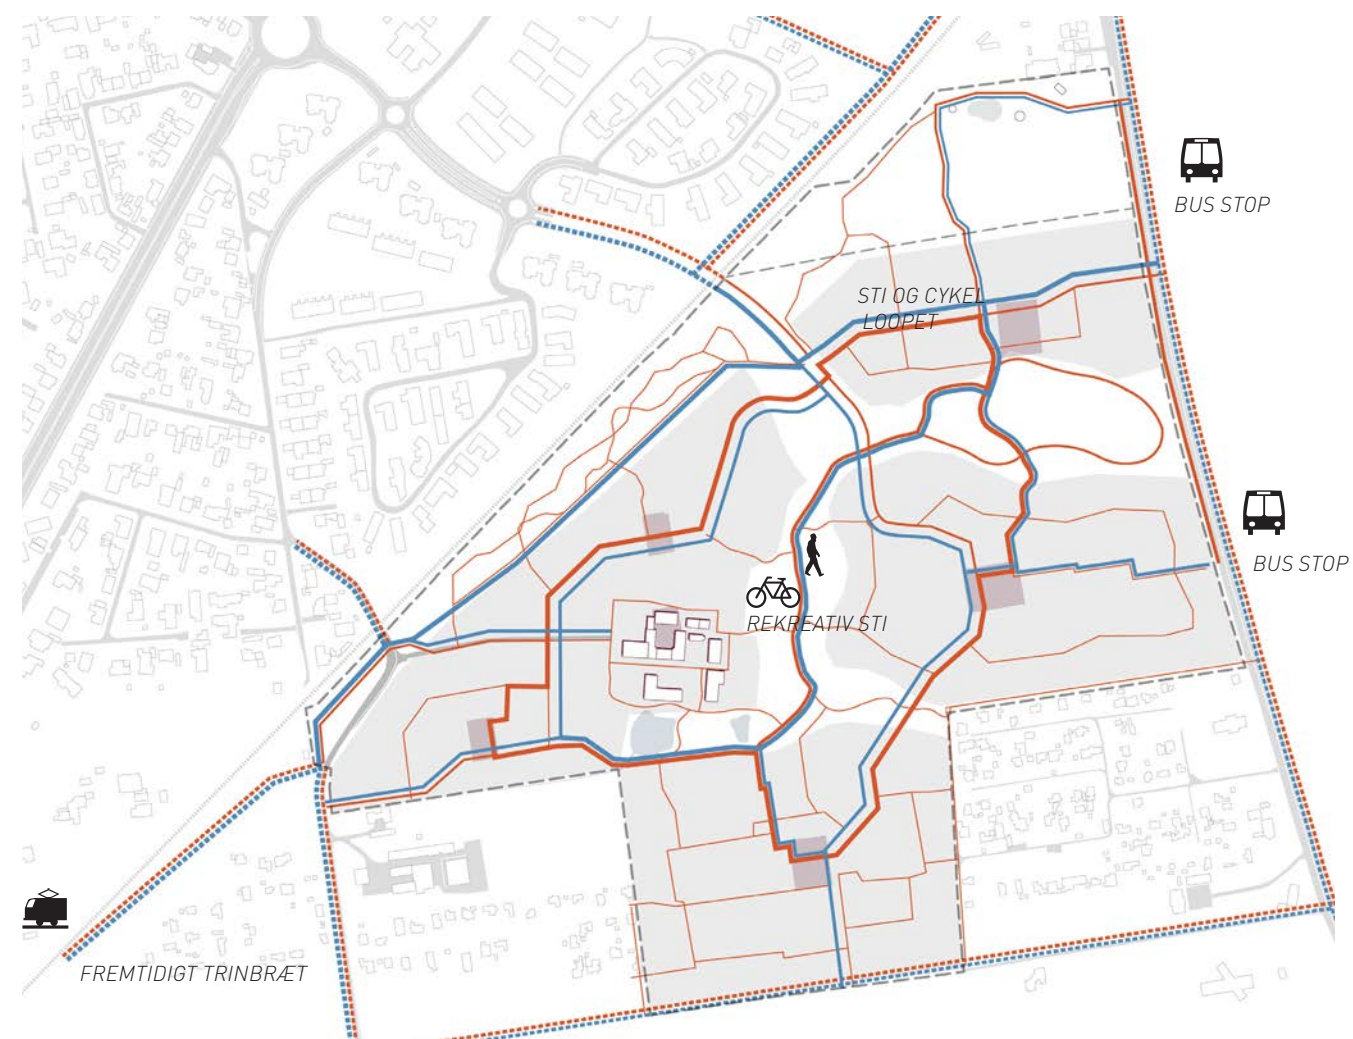 BUS STOP
STI OG CYKEL
LOOPET
BUS STOP
REKREATIV STI
FREMTIDIGT TRINBRÆT